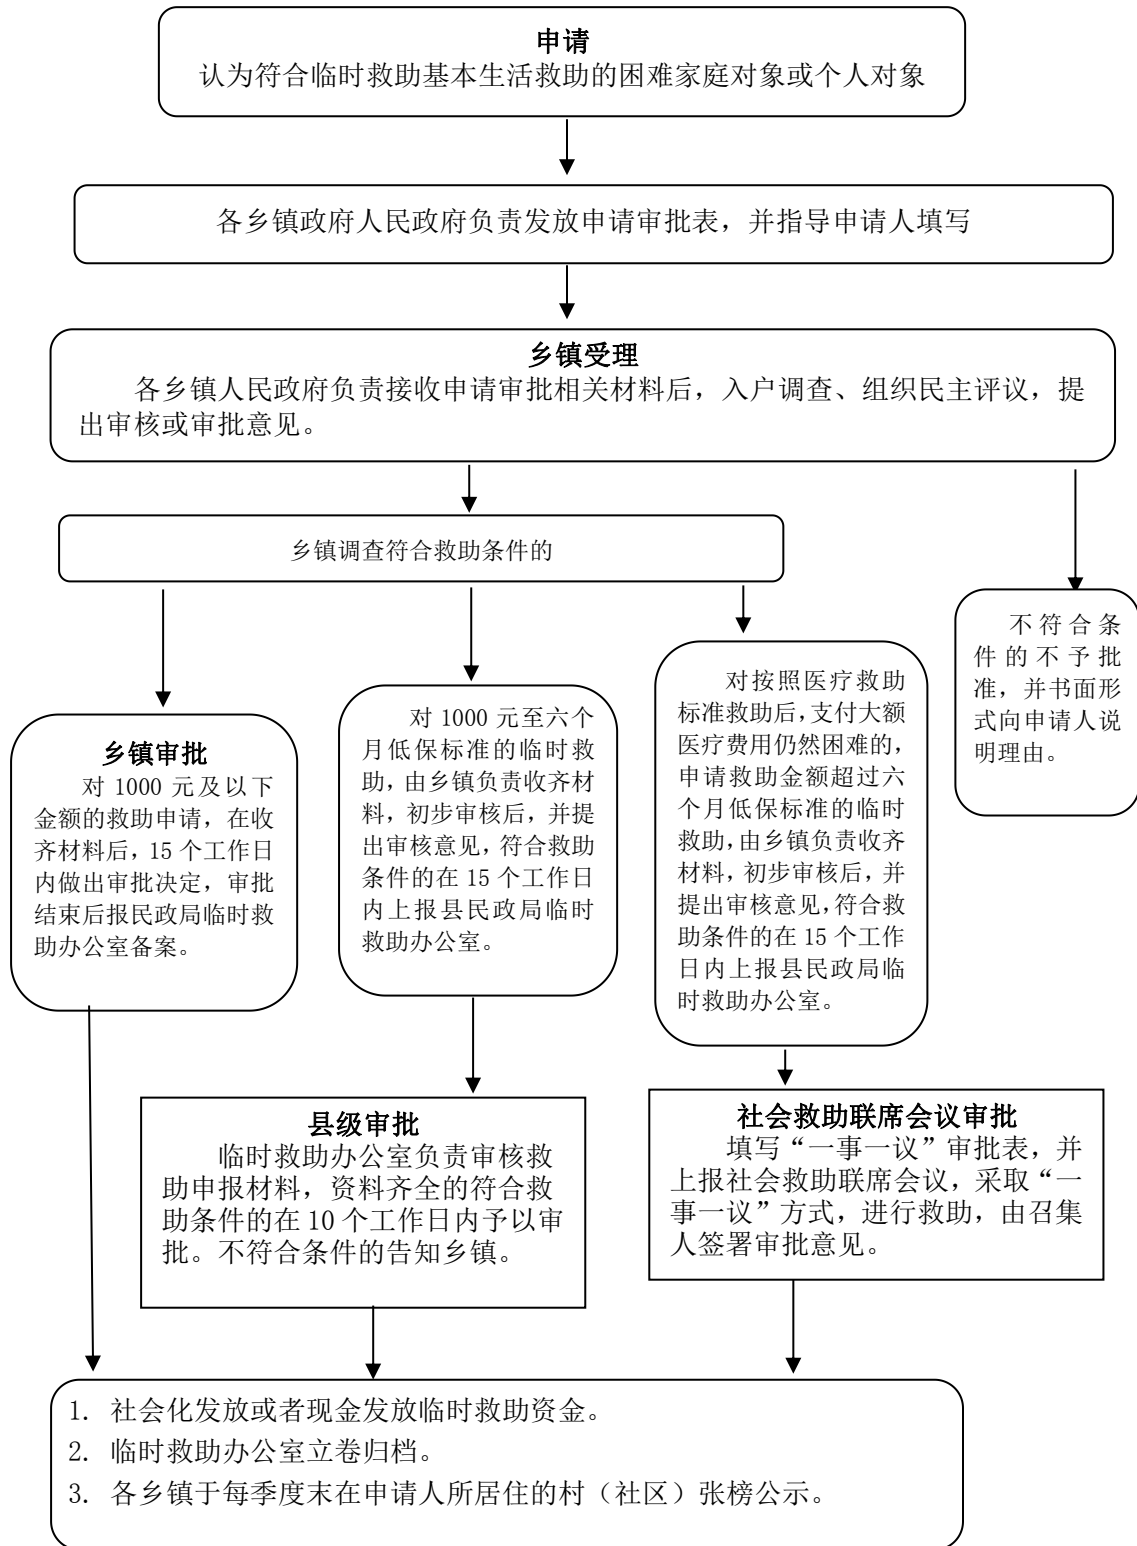 申请
认为符合临时救助基本生活救助的困难家庭对象或个人对象
各乡镇政府人民政府负责发放申请审批表，并指导申请人填写
乡镇受理
各乡镇人民政府负责接收申请审批相关材料后，入户调查、组织民主评议，提
出审核或审批意见。
乡镇调查符合救助条件的
不符合条
件的不予批
准，并书面形
式向申请人说
明理由。
乡镇审批
对 1000 元及以下
金额的救助申请，在收
齐材料后，15 个工作日
内做出审批决定，审批
结束后报民政局临时救
助办公室备案。
对 1000 元至六个
月低保标准的临时救
助，由乡镇负责收齐材
料，初步审核后，并提
出审核意见，符合救助
条件的在 15 个工作日
内上报县民政局临时
救助办公室。
对按照医疗救助
标准救助后，支付大额
医疗费用仍然困难的，
申请救助金额超过六
个月低保标准的临时
救助，由乡镇负责收齐
材料，初步审核后，并
提出审核意见，符合救
助条件的在 15 个工作
日内上报县民政局临
时救助办公室。
县级审批
临时救助办公室负责审核救
助申报材料，资料齐全的符合救
助条件的在 10 个工作日内予以审
批。不符合条件的告知乡镇。
社会救助联席会议审批
填写“一事一议”审批表，并
上报社会救助联席会议，采取“一
事一议”方式，进行救助，由召集
人签署审批意见。
1. 社会化发放或者现金发放临时救助资金。
2. 临时救助办公室立卷归档。
3. 各乡镇于每季度末在申请人所居住的村（社区）张榜公示。